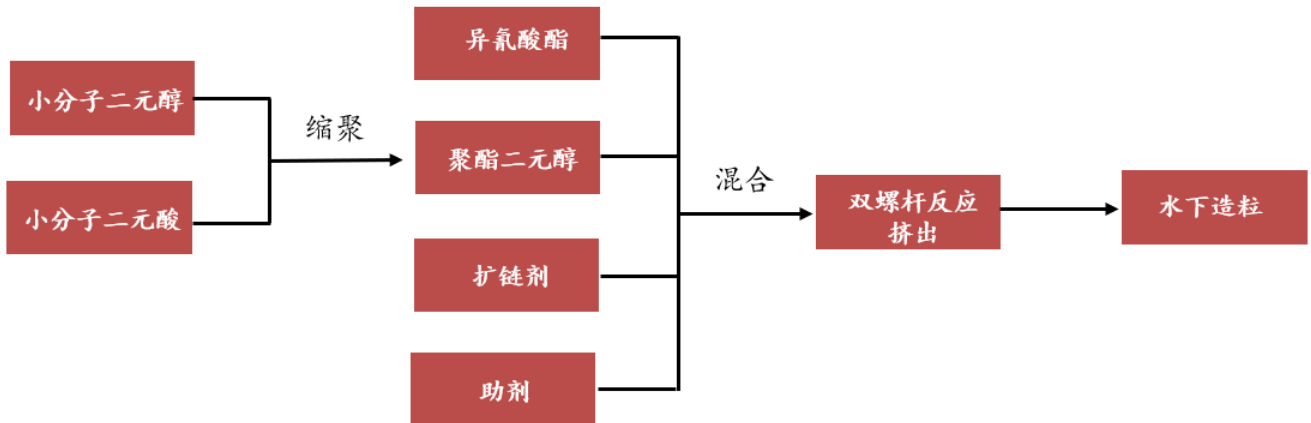 小分子二元醇
小分子二元酸
缩聚
异氰酸酯
聚酯二元醇
扩链剂
助剂
混合
双螺杆反应
挤出
水下造粒